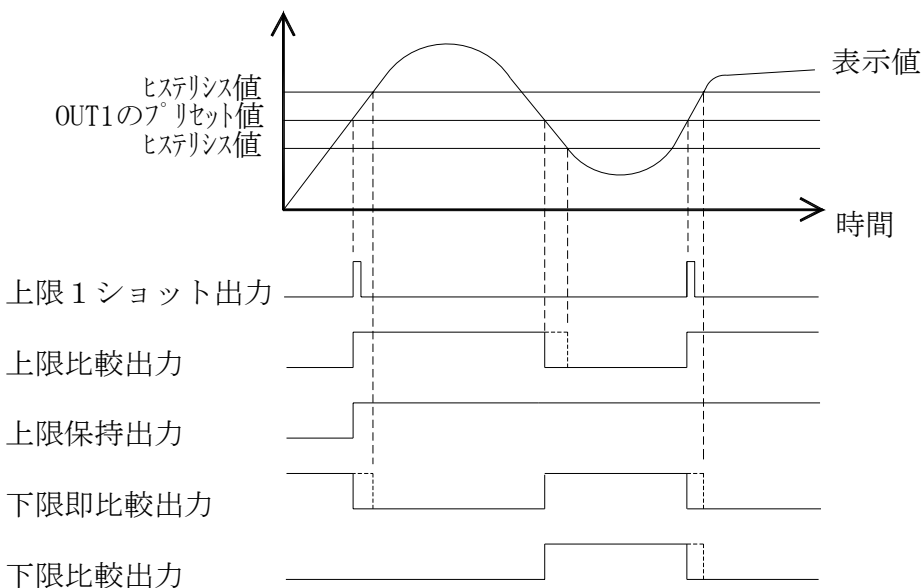 表示値
ヒステリシス値
OUT1のプリセット値
ヒステリシス値
時間
上限１ショット出力
上限比較出力
上限保持出力
下限即比較出力
下限比較出力